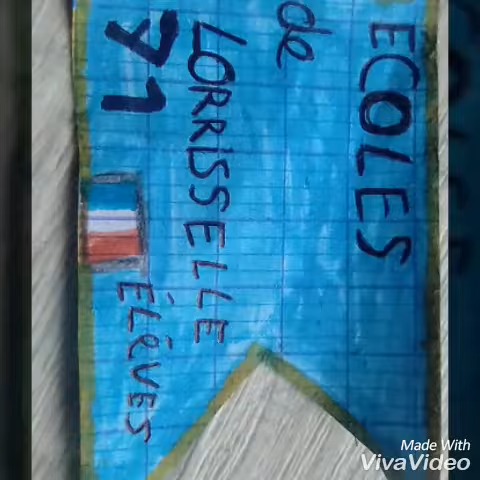 ECOLES
de
LORRISSELLE
71 ÉLÈVES
Made With
VivaVideo